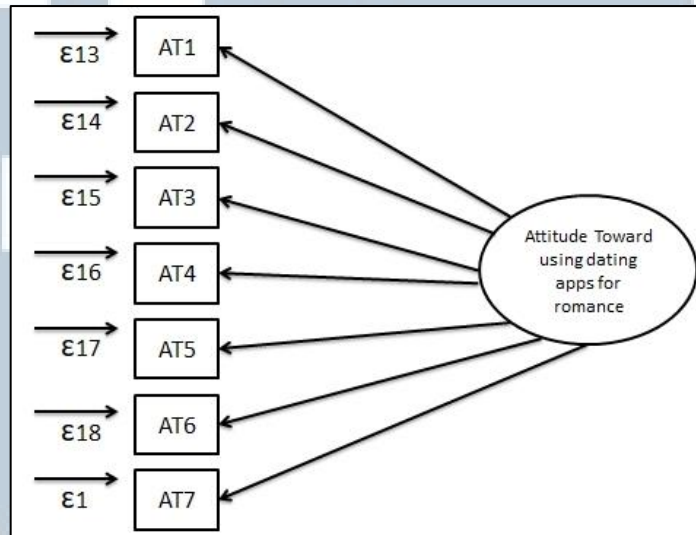 ε13
AT1
ε14
AT2
ε15
AT3
ε16
AT4
ε17
AT5
ε18
AT6
ε1
AT7
Attitude Toward
using dating
apps for
romance